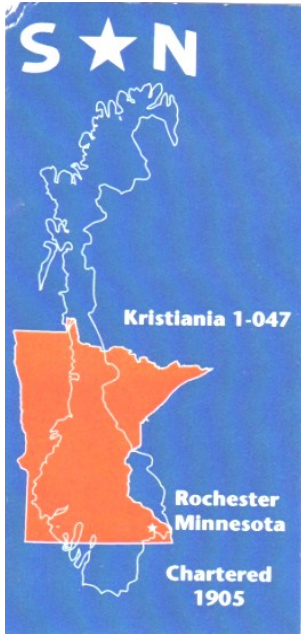 S ★ N
Kristiania 1-047
Rochester
Minnesota
Chartered
1905